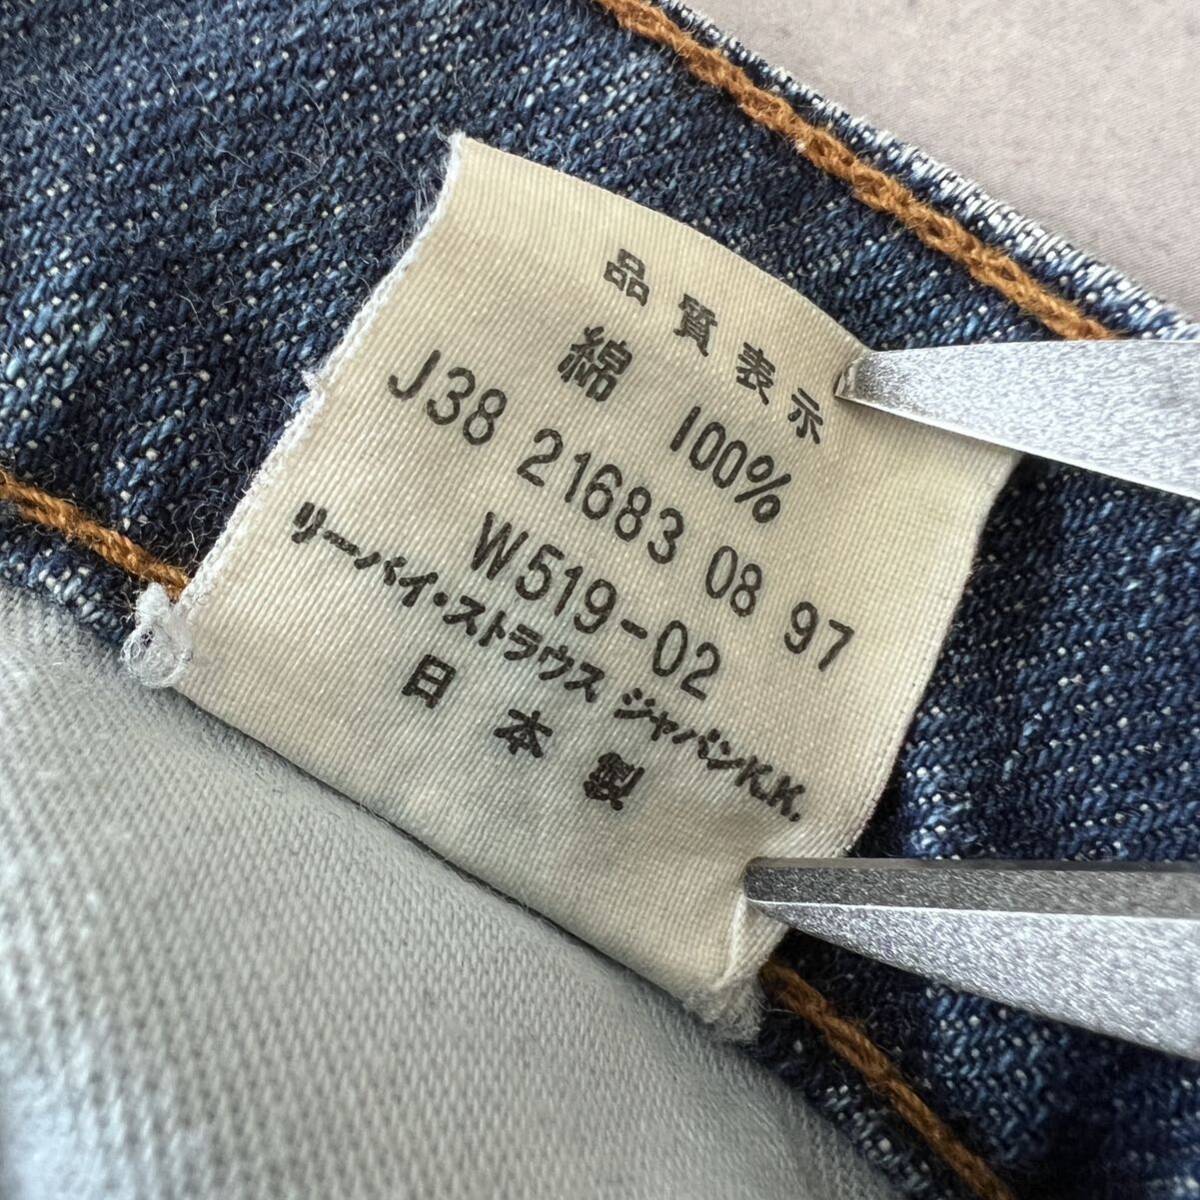 品質表示
綿 100%
J38 21683 08 97
W519-02
リーバイ・ストラウス ジャパンK.K.
日本製